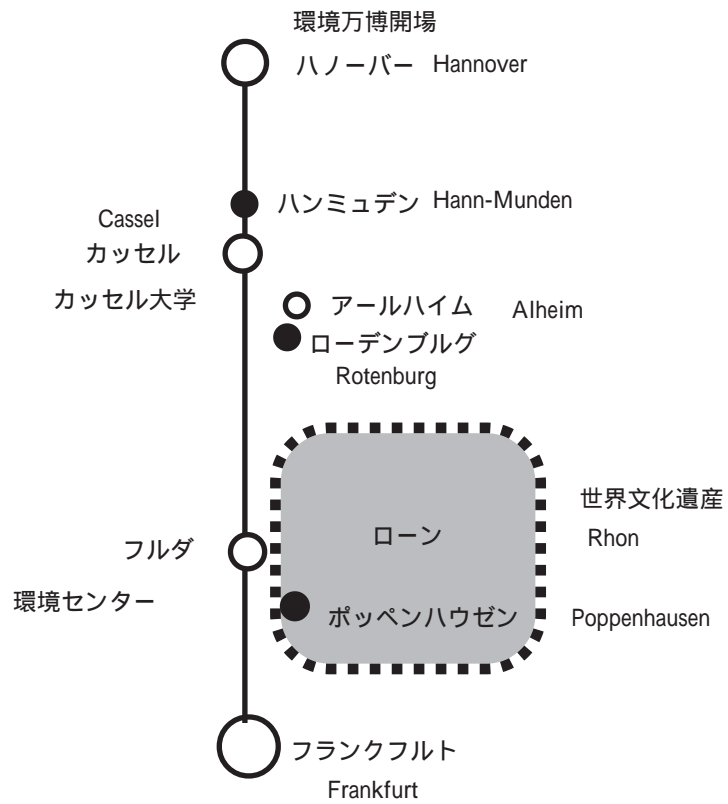 環境万博開場
ハノーバー Hannover
ハンミュデン Hann-Munden
Cassel
カッセル
カッセル大学
アールハイム Alheim
ローデンブルグ
Rotenburg
世界文化遺産
ローン Rhon
フルダ
環境センター
ポッペンハウゼン Poppenhausen
フランクフルト
Frankfurt